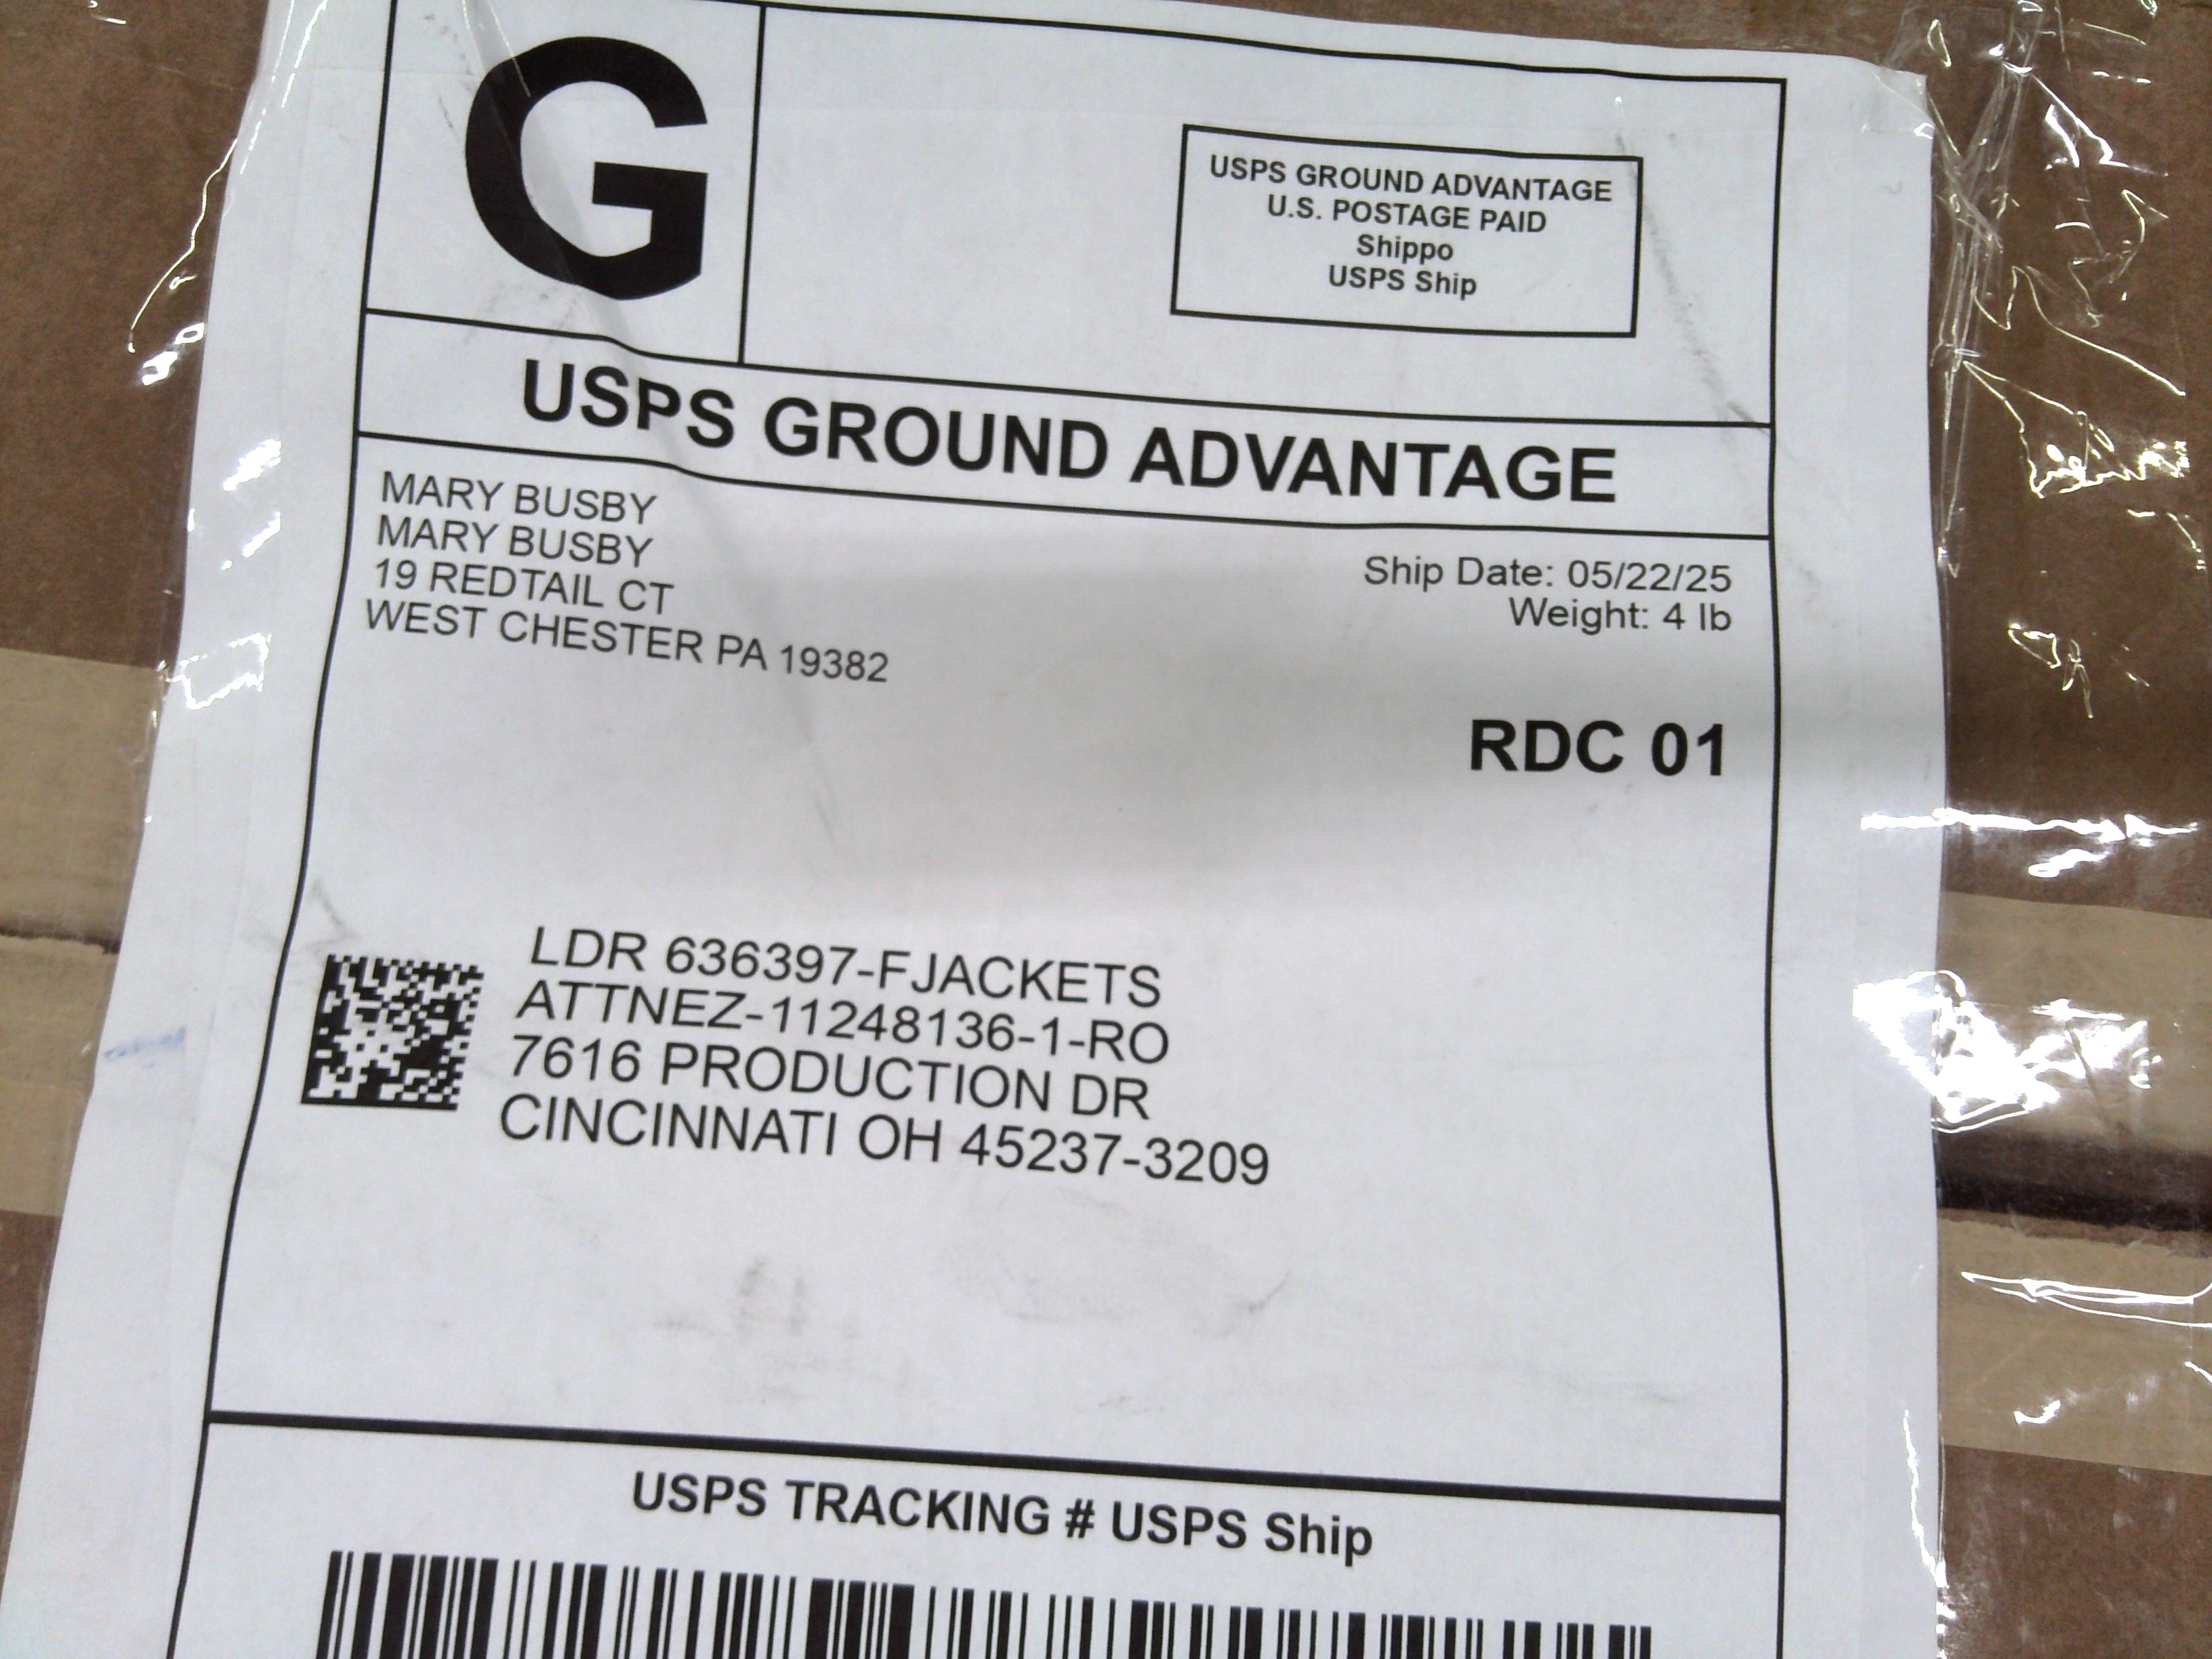 G
USPS GROUND ADVANTAGE
U.S. POSTAGE PAID
Shippo
USPS Ship
USPS GROUND ADVANTAGE
MARY BUSBY
MARY BUSBY
19 REDTAIL CT
WEST CHESTER PA 19382
Ship Date: 05/22/25
Weight: 4 lb
RDC 01
LDR 636397-FJACKETS
ATTNEZ-11248136-1-RO
7616 PRODUCTION DR
CINCINNATI OH 45237-3209
USPS TRACKING # USPS Ship